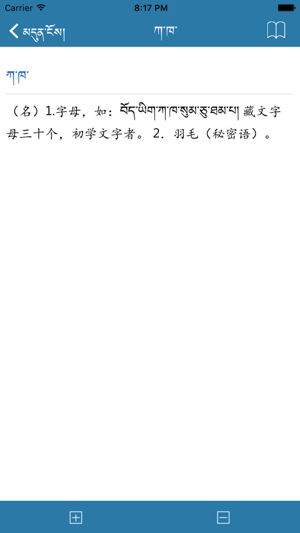 Carrier 8:17 PM
མདུན་ངོས། ཀ་ཁ་
ཀ་ཁ་
（名）1.字母，如：བོད་ཡིག་ཀ་ཁ་སུམ་ཅུ་ཐམ་པ། 藏文字
母三十个，初学文字者。 2．羽毛（秘密语）。